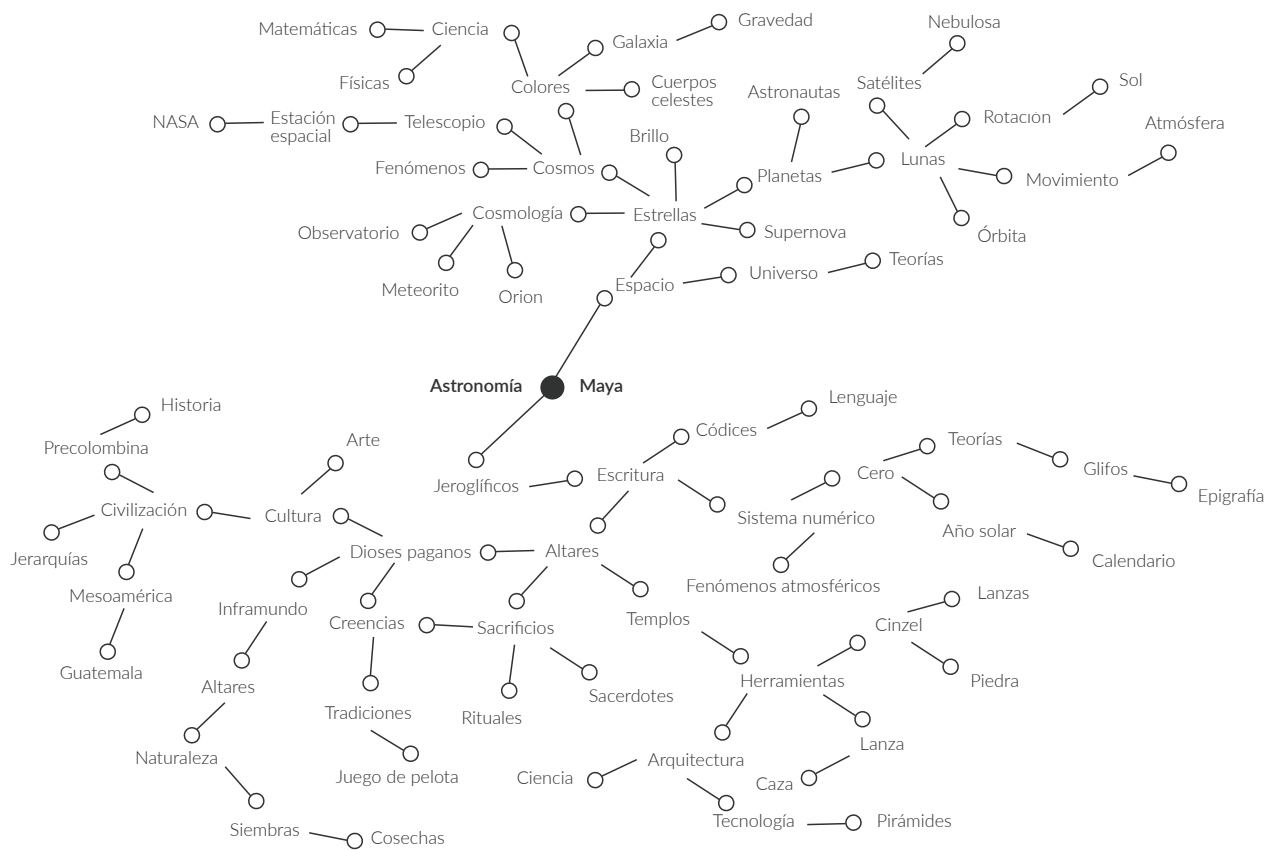 Nebulosa
Gravedad
Matemáticas
Ciencia
Galaxia
Físicas
Colores
Cuerpos
celestes
Astronautas
Satélites
Sol
NASA
Estación
espacial
Telescopio
Brillo
Rotación
Atmósfera
Fenómenos
Cosmos
Planetas
Lunas
Movimiento
Cosmología
Estrellas
Observatorio
Supernova
Órbita
Meteorito
Orion
Espacio
Universo
Teorías
Astronomía
Maya
Historia
Lenguaje
Precolombina
Arte
Códices
Teorías
Jeroglíficos
Escritura
Cero
Glifos
Epigrafía
Civilización
Cultura
Sistema numérico
Año solar
Jerarquías
Dioses paganos
Altares
Calendario
Fenómenos atmosféricos
Mesoamérica
Inframundo
Creencias
Sacrificios
Templos
Cinzel
Lanzas
Guatemala
Altares
Sacerdotes
Herramientas
Piedra
Tradiciones
Rituales
Naturaleza
Juego de pelota
Ciencia
Arquitectura
Lanza
Caza
Siembras
Cosechas
Tecnología
Pirámides